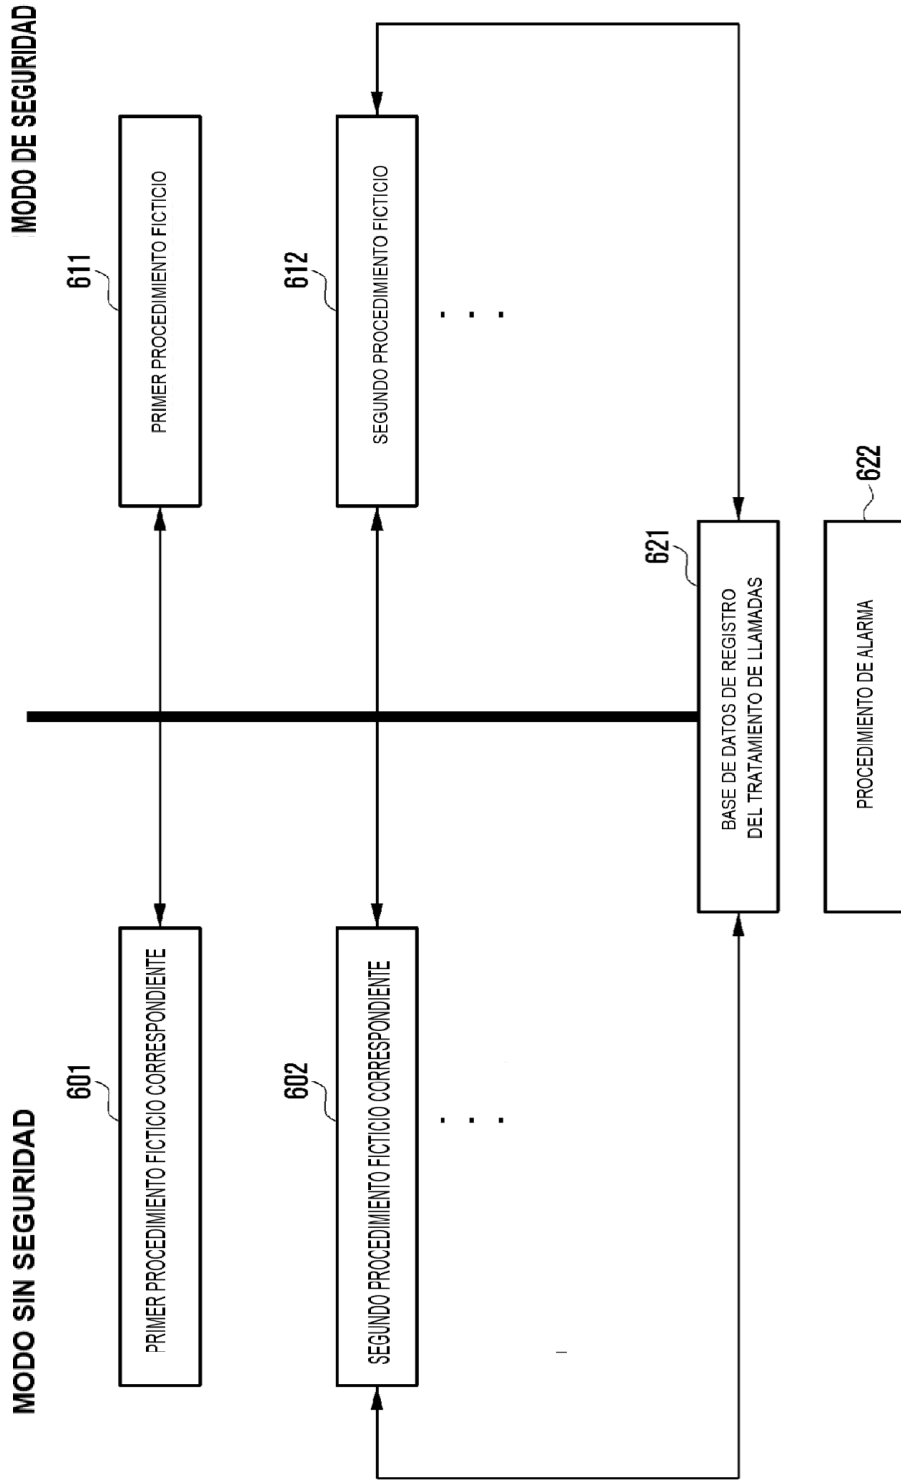 MODO SIN SEGURIDAD
MODO DE SEGURIDAD
601
PRIMER PROCEDIMIENTO FICTICIO CORRESPONDIENTE
611
PRIMER PROCEDIMIENTO FICTICIO
602
SEGUNDO PROCEDIMIENTO FICTICIO CORRESPONDIENTE
612
SEGUNDO PROCEDIMIENTO FICTICIO
. . .
. . .
621
BASE DE DATOS DE REGISTRO
DEL TRATAMIENTO DE LLAMADAS
622
PROCEDIMIENTO DE ALARMA